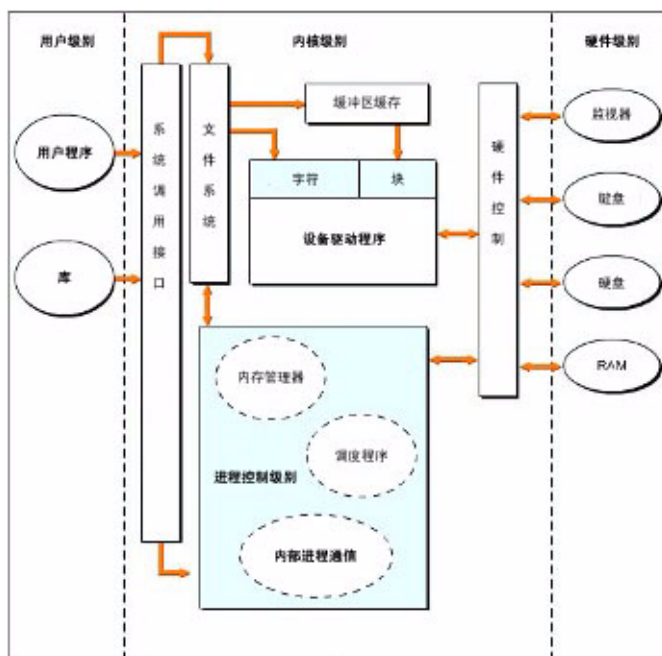 用户级别
内核级别
硬件级别
用户程序
库
系统调用接口
文件系统
缓冲区缓存
字符
块
设备驱动程序
硬件控制
监视器
键盘
硬盘
RAM
内存管理器
调度程序
进程控制级别
内部进程通信